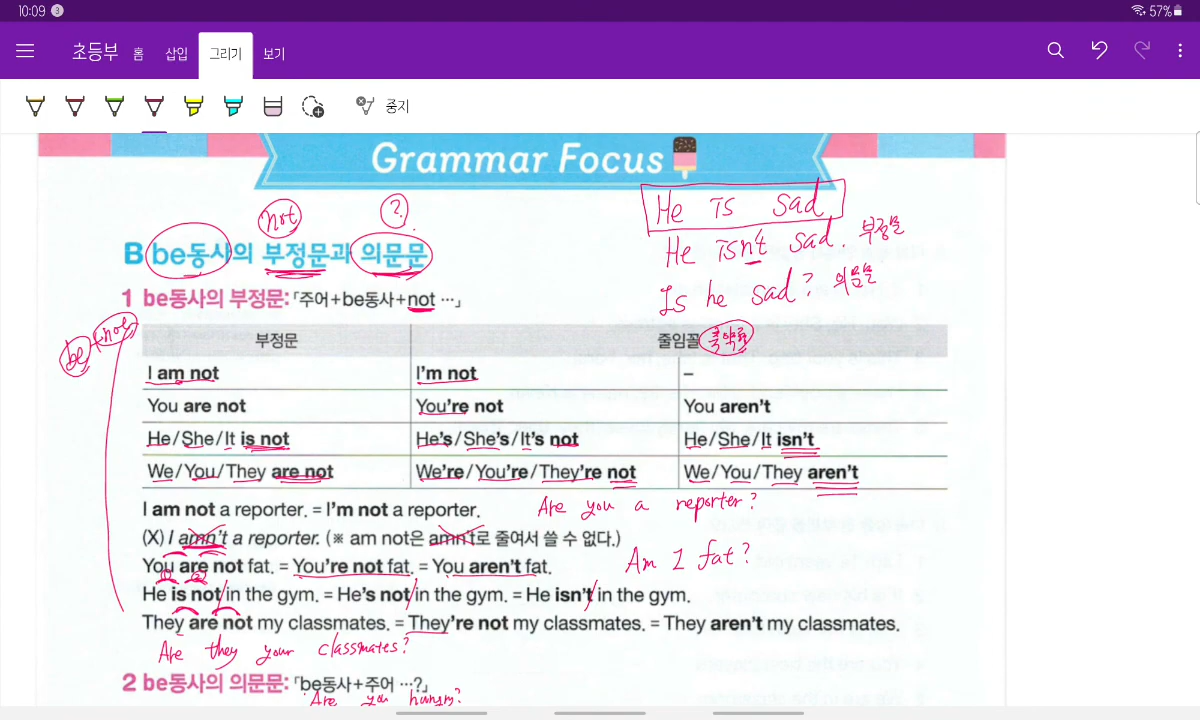 10:09 3 57%
초등부 홈 삽입 그리기 보기
중지
Grammar Focus
He is sad
not ?
He isn't sad. 부정문
B be동사의 부정문과 의문문
Is he sad? 의문문
1 be동사의 부정문: 「주어+be동사+not ···」
be + not
부정문 줄임꼴 축약형
I am not I'm not –
You are not You're not You aren't
He/She/It is not He's/She's/It's not He/She/It isn't
We/You/They are not We're/You're/They're not We/You/They aren't
Are you a reporter?
I am not a reporter. = I'm not a reporter.
(X) I amn't a reporter. (※ am not은 amn't로 줄여서 쓸 수 없다.)
Am I fat?
You are not fat. = You're not fat. = You aren't fat.
He is not in the gym. = He's not in the gym. = He isn't in the gym.
They are not my classmates. = They're not my classmates. = They aren't my classmates.
Are they your classmates?
2 be동사의 의문문: 「be동사+주어 ···?」
Are you hungry?